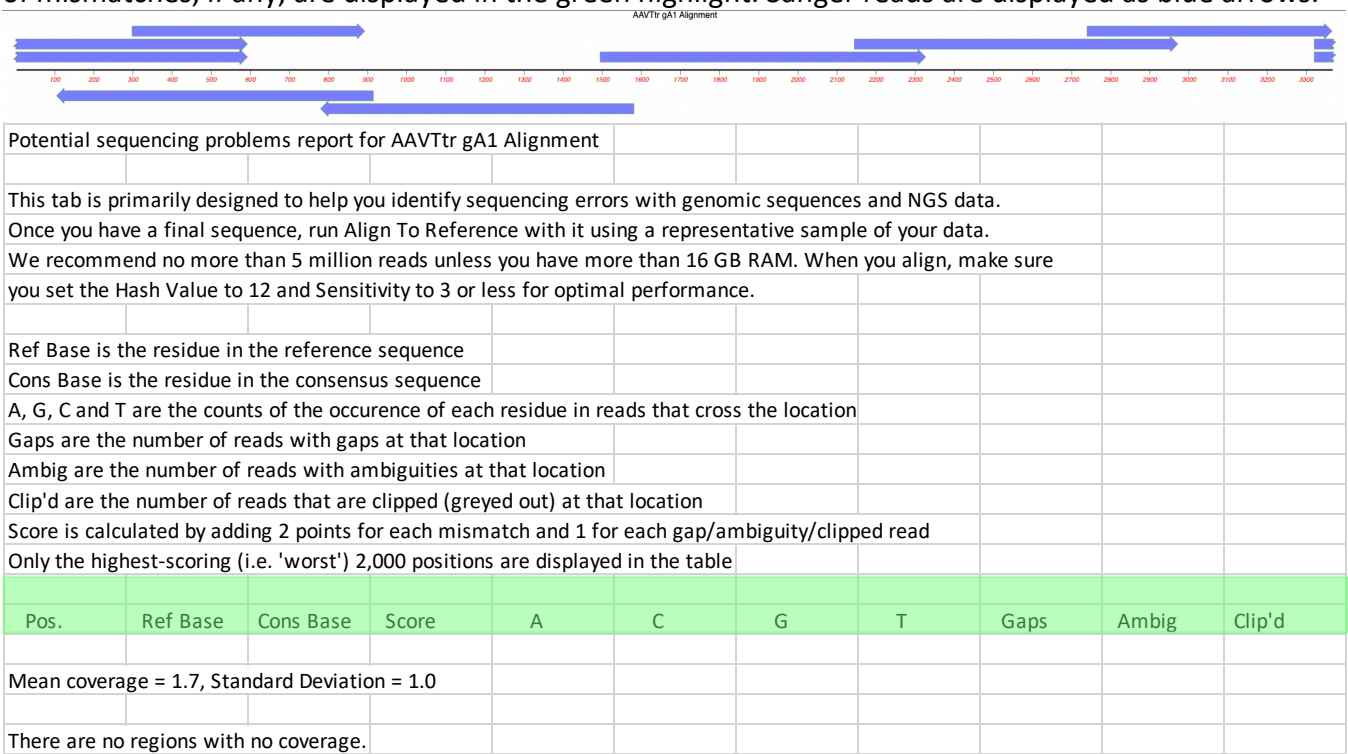 of mismatches, if any, are displayed in the green highlight. Sanger reads are displayed as blue arrows.
AAVTtr gA1 Alignment
100 200 300 400 500 600 700 800 900 1000 1100 1200 1300 1400 1500 1600 1700 1800 1900 2000 2100 2200 2300 2400 2500 2600 2700 2800 2900 3000 3100 3200 3300
Potential sequencing problems report for AAVTtr gA1 Alignment
This tab is primarily designed to help you identify sequencing errors with genomic sequences and NGS data.
Once you have a final sequence, run Align To Reference with it using a representative sample of your data.
We recommend no more than 5 million reads unless you have more than 16 GB RAM. When you align, make sure
you set the Hash Value to 12 and Sensitivity to 3 or less for optimal performance.
Ref Base is the residue in the reference sequence
Cons Base is the residue in the consensus sequence
A, G, C and T are the counts of the occurence of each residue in reads that cross the location
Gaps are the number of reads with gaps at that location
Ambig are the number of reads with ambiguities at that location
Clip'd are the number of reads that are clipped (greyed out) at that location
Score is calculated by adding 2 points for each mismatch and 1 for each gap/ambiguity/clipped read
Only the highest-scoring (i.e. 'worst') 2,000 positions are displayed in the table
Pos. Ref Base Cons Base Score A C G T Gaps Ambig Clip'd
Mean coverage = 1.7, Standard Deviation = 1.0
There are no regions with no coverage.